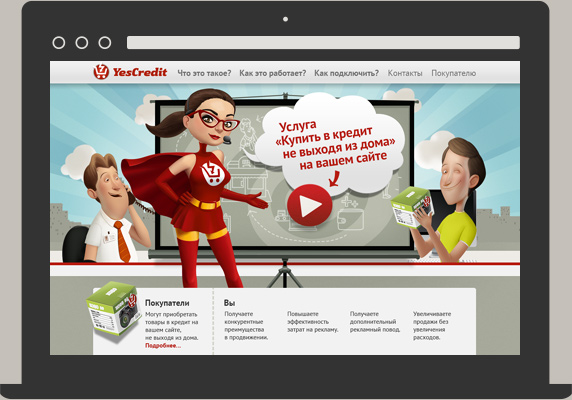 YesCredit Что это такое? Как это работает? Как подключить? Контакты Покупателю
Услуга
«Купить в кредит
не выходя из дома»
на вашем сайте
Покупатели
Могут приобретать
товары в кредит на
вашем сайте,
не выходя из дома.
Подробнее...
Вы
Получаете
конкурентные
преимущества
в продвижении.
Повышаете
эффективность
затрат на рекламу.
Получаете
дополнительный
рекламный повод.
Увеличиваете
продажи без
увеличения
расходов.